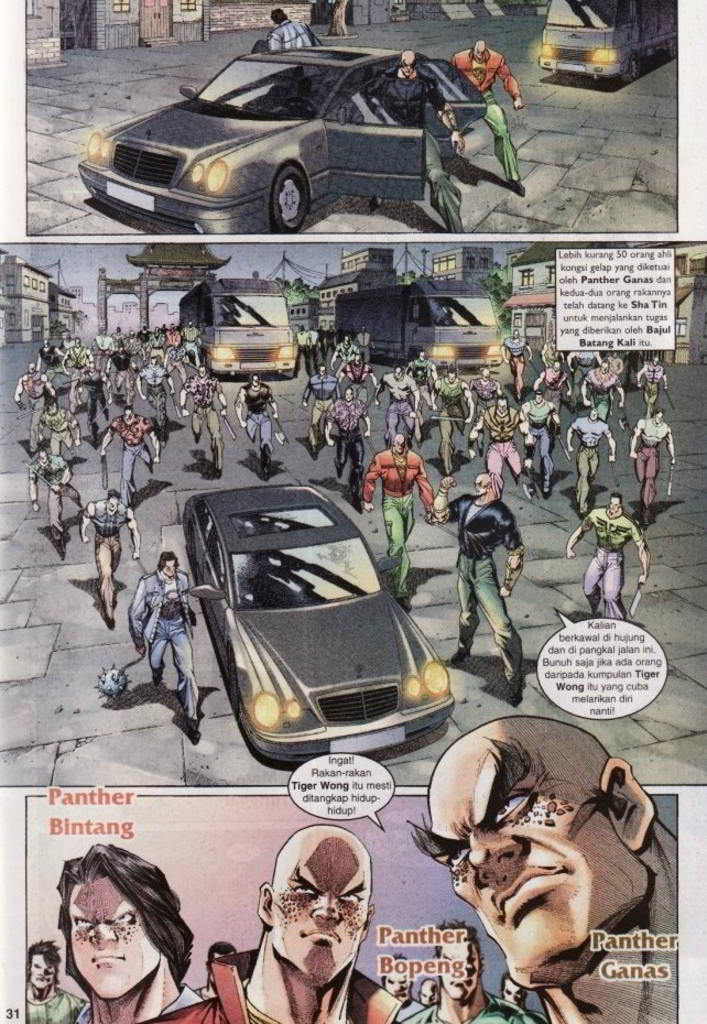 Lebih kurang 50 orang ahli
kongsi gelap yang diketuai
oleh Panther Ganas dan
kedua-dua orang rakannya
telah datang ke Sha Tin
untuk menjalankan tugas
yang diberikan oleh Bajul
Batang Kali itu.
Kalian
berkawal di hujung
dan di pangkal jalan ini.
Bunuh saja jika ada orang
daripada kumpulan Tiger
Wong itu yang cuba
melarikan diri
nanti!
Ingat!
Rakan-rakan
Tiger Wong itu mesti
ditangkap hidup-
hidup!
Panther
Bintang
Panther
Bopeng
Panther
Ganas
31